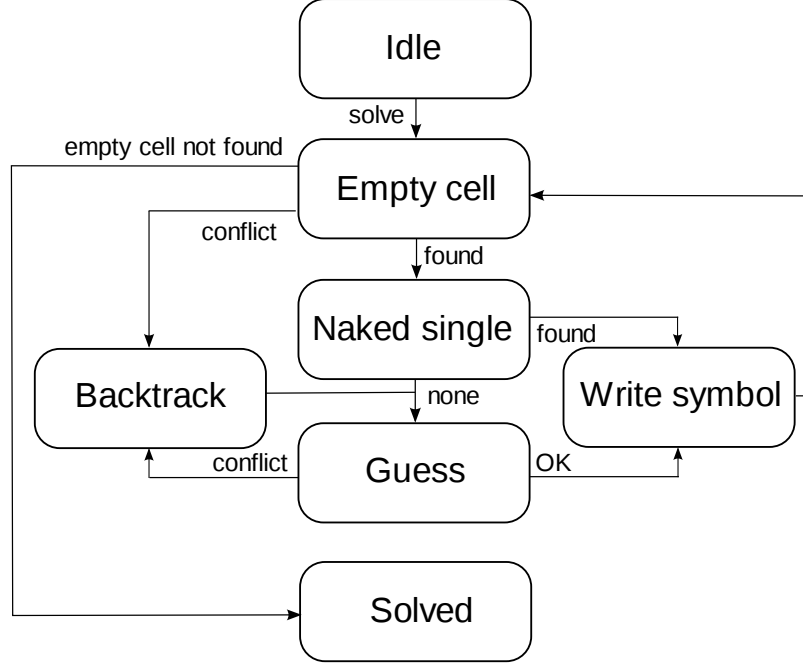 Idle
solve
empty cell not found
Empty cell
conflict
found
Naked single
found
Backtrack
none
Write symbol
conflict
Guess
OK
Solved